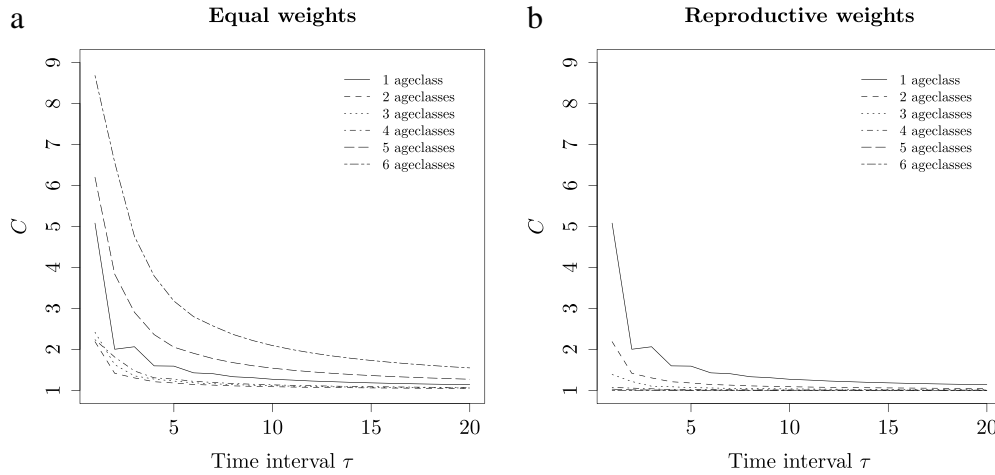 a
Equal weights
9
8
7
6
5
4
3
2
1
C
1 ageclass
2 ageclasses
3 ageclasses
4 ageclasses
5 ageclasses
6 ageclasses
5
10
15
20
Time interval τ
b
Reproductive weights
9
8
7
6
5
4
3
2
1
C
1 ageclass
2 ageclasses
3 ageclasses
4 ageclasses
5 ageclasses
6 ageclasses
5
10
15
20
Time interval τ